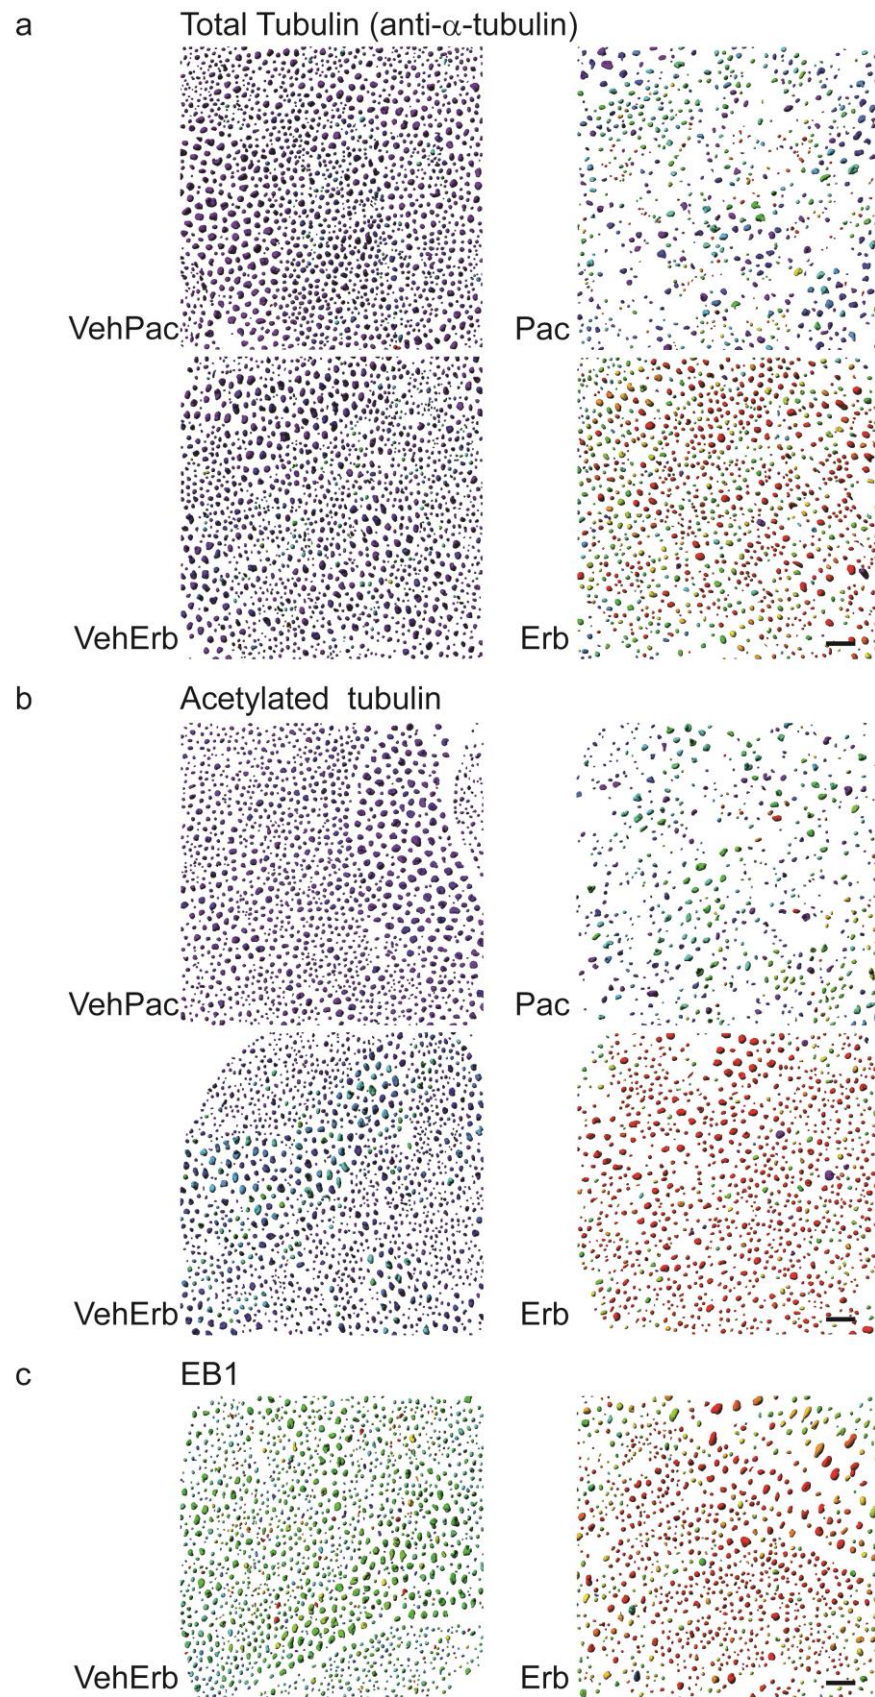 a
Total Tubulin (anti-α-tubulin)
VehPac
Pac
VehErb
Erb
b
Acetylated tubulin
VehPac
Pac
VehErb
Erb
c
EB1
VehErb
Erb